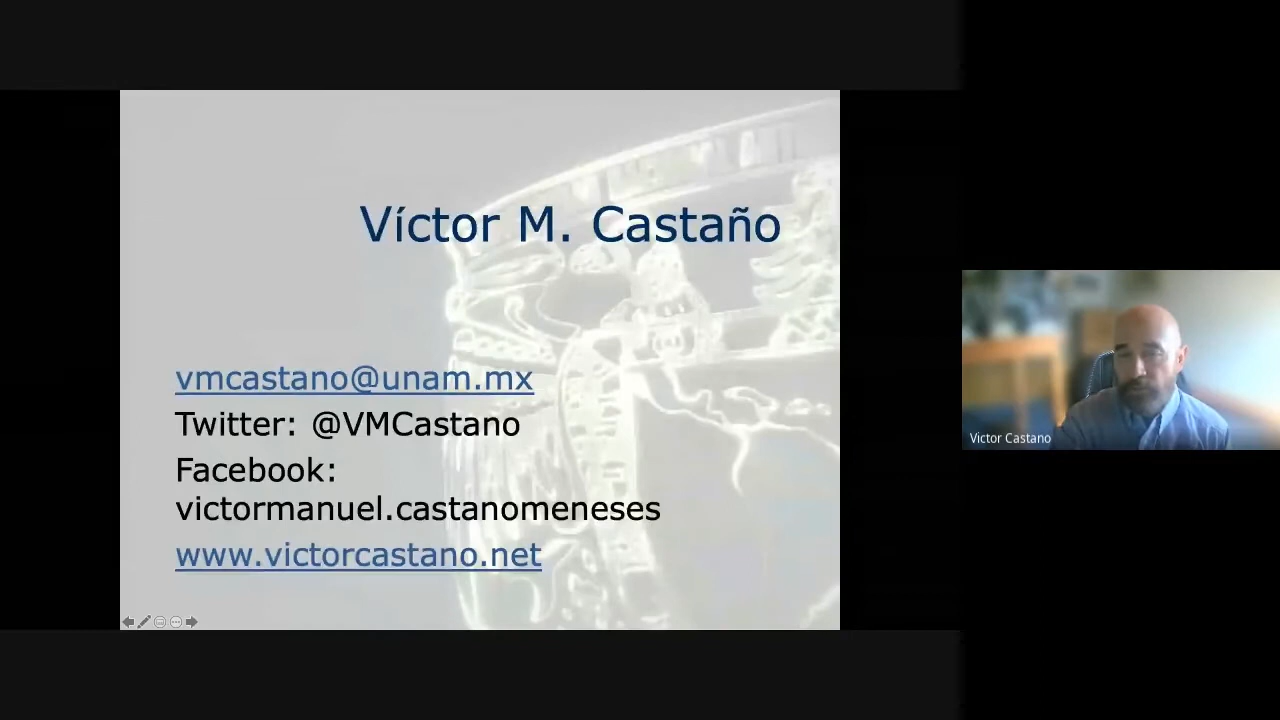 Víctor M. Castaño
vmcastano@unam.mx
Twitter: @VMCastano
Facebook:
victormanuel.castanomeneses
www.victorcastano.net
Victor Castano